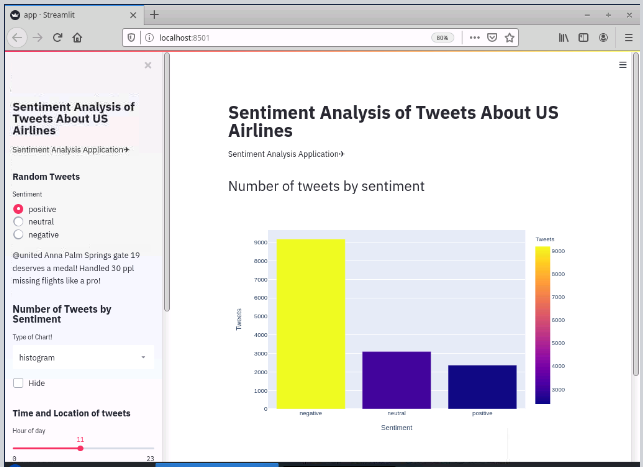 app · Streamlit
localhost:8501
80%
Sentiment Analysis of
Tweets About US
Airlines
Sentiment Analysis Application✈
Random Tweets
Sentiment
positive
neutral
negative
@united Anna Palm Springs gate 19
deserves a medal! Handled 30 ppl
missing flights like a pro!
Number of Tweets by
Sentiment
Type of Chart!
histogram
Hide
Time and Location of tweets
Hour of day
11
0
23
Sentiment Analysis of Tweets About US
Airlines
Sentiment Analysis Application✈
Number of tweets by sentiment
Tweets
9000
8000
7000
6000
5000
4000
3000
2000
1000
0
negative
neutral
positive
Sentiment
Tweets
9000
8000
7000
6000
5000
4000
3000